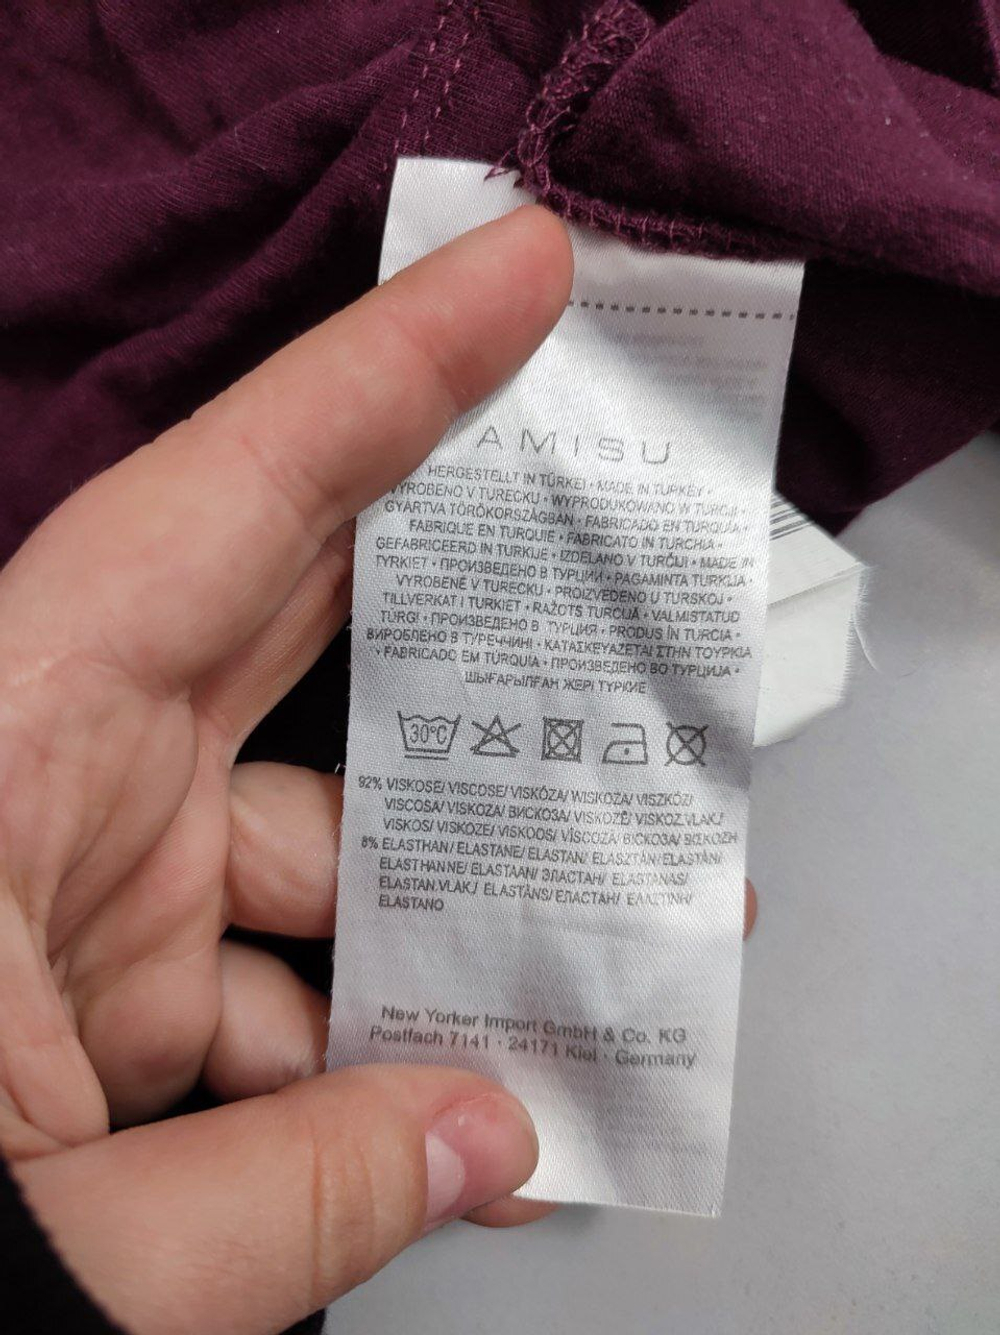 AMISU
HERGESTELLT IN TÜRKEI • MADE IN TURKEY •
VYROBENO V TURECKU • WYPRODUKOWANO W TURCJI •
GYÁRTVA TÖRÖKORSZÁGBAN • FABRICADO EN TURQUÍA •
FABRIQUÉ EN TURQUIE • FABRICATO IN TURCHIA •
GEFABRICEERD IN TURKIJE • IZDELANO V TURČIJI • MADE IN
TYRKIET • ПРОИЗВЕДЕНО В ТУРЦИИ • PAGAMINTA TURKIJA •
VYROBENÉ V TURECKU • PROIZVEDENO U TURSKOJ •
TILLVERKAT I TURKIET • RAŽOTS TURCIJĀ • VALMISTATUD
TÜRGI • ПРОИЗВЕДЕНО В ТУРЦИЯ • PRODUS ÎN TURCIA •
ВИРОБЛЕНО В ТУРЕЧЧИНІ • ΚΑΤΑΣΚΕΥΑΖΕΤΑΙ ΣΤΗΝ ΤΟΥΡΚΙΑ
• FABRICADO EM TURQUIA • ПРОИЗВЕДЕНО ВО ТУРЦИЈА •
ШЫҒАРЫЛҒАН ЖЕРІ ТҮРКИЕ
30°C
92% VISKOSE/ VISCOSE/ VISKÓZA/ WISKOZA/ VISZKÓZ/
VISCOSA/ VISKOZA/ ВИСКОЗА/ VISKOZĖ/ VISKOZ.VLAK./
VISKOS/ VISKOZE/ VISKOOS/ VÎSCOZĂ/ ВІСКОЗА/ ΒΙΣΚΟΖΗ
8% ELASTHAN/ ELASTANE/ ELASTAN/ ELASZTÁN/ ELASTÁN/
ELASTHANNE/ ELASTAAN/ ЭЛАСТАН/ ELASTANAS/
ELASTAN.VLAK./ ELASTĀNS/ ЕЛАСТАН/ ΕΛΑΣΤΙΝΗ/
ELASTANO
New Yorker Import GmbH & Co. KG
Postfach 7141 • 24171 Kiel • Germany